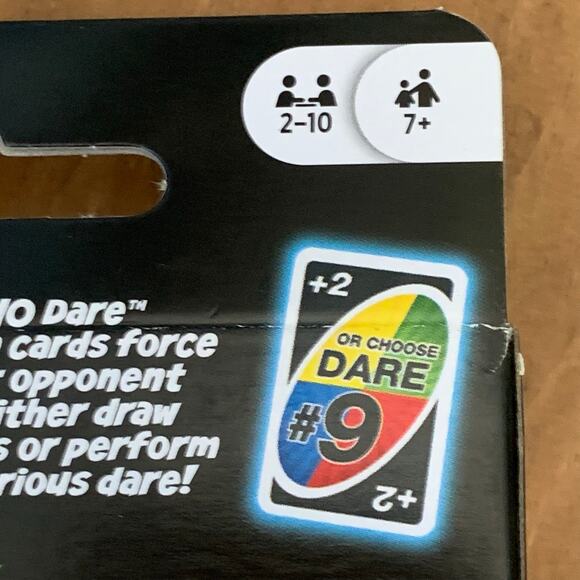 2-10
7+
O Dare™
cards force
opponent
ither draw
s or perform
rious dare!
+2
OR CHOOSE
DARE
#9
+2